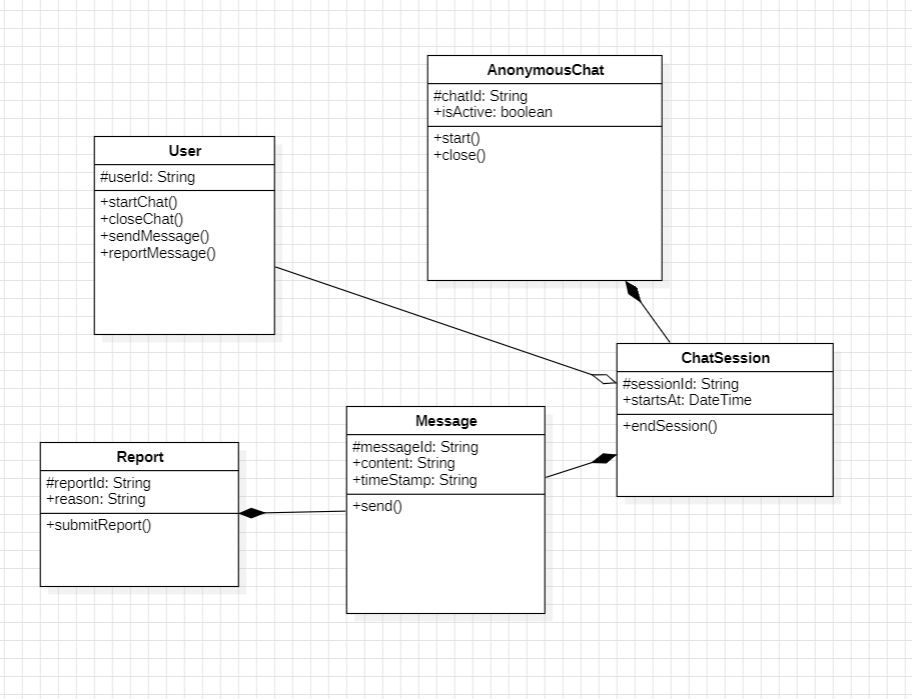 AnonymousChat
#chatId: String
+isActive: boolean
+start()
+close()
User
#userId: String
+startChat()
+closeChat()
+sendMessage()
+reportMessage()
ChatSession
#sessionId: String
+startsAt: DateTime
+endSession()
Message
#messageId: String
+content: String
+timeStamp: String
+send()
Report
#reportId: String
+reason: String
+submitReport()